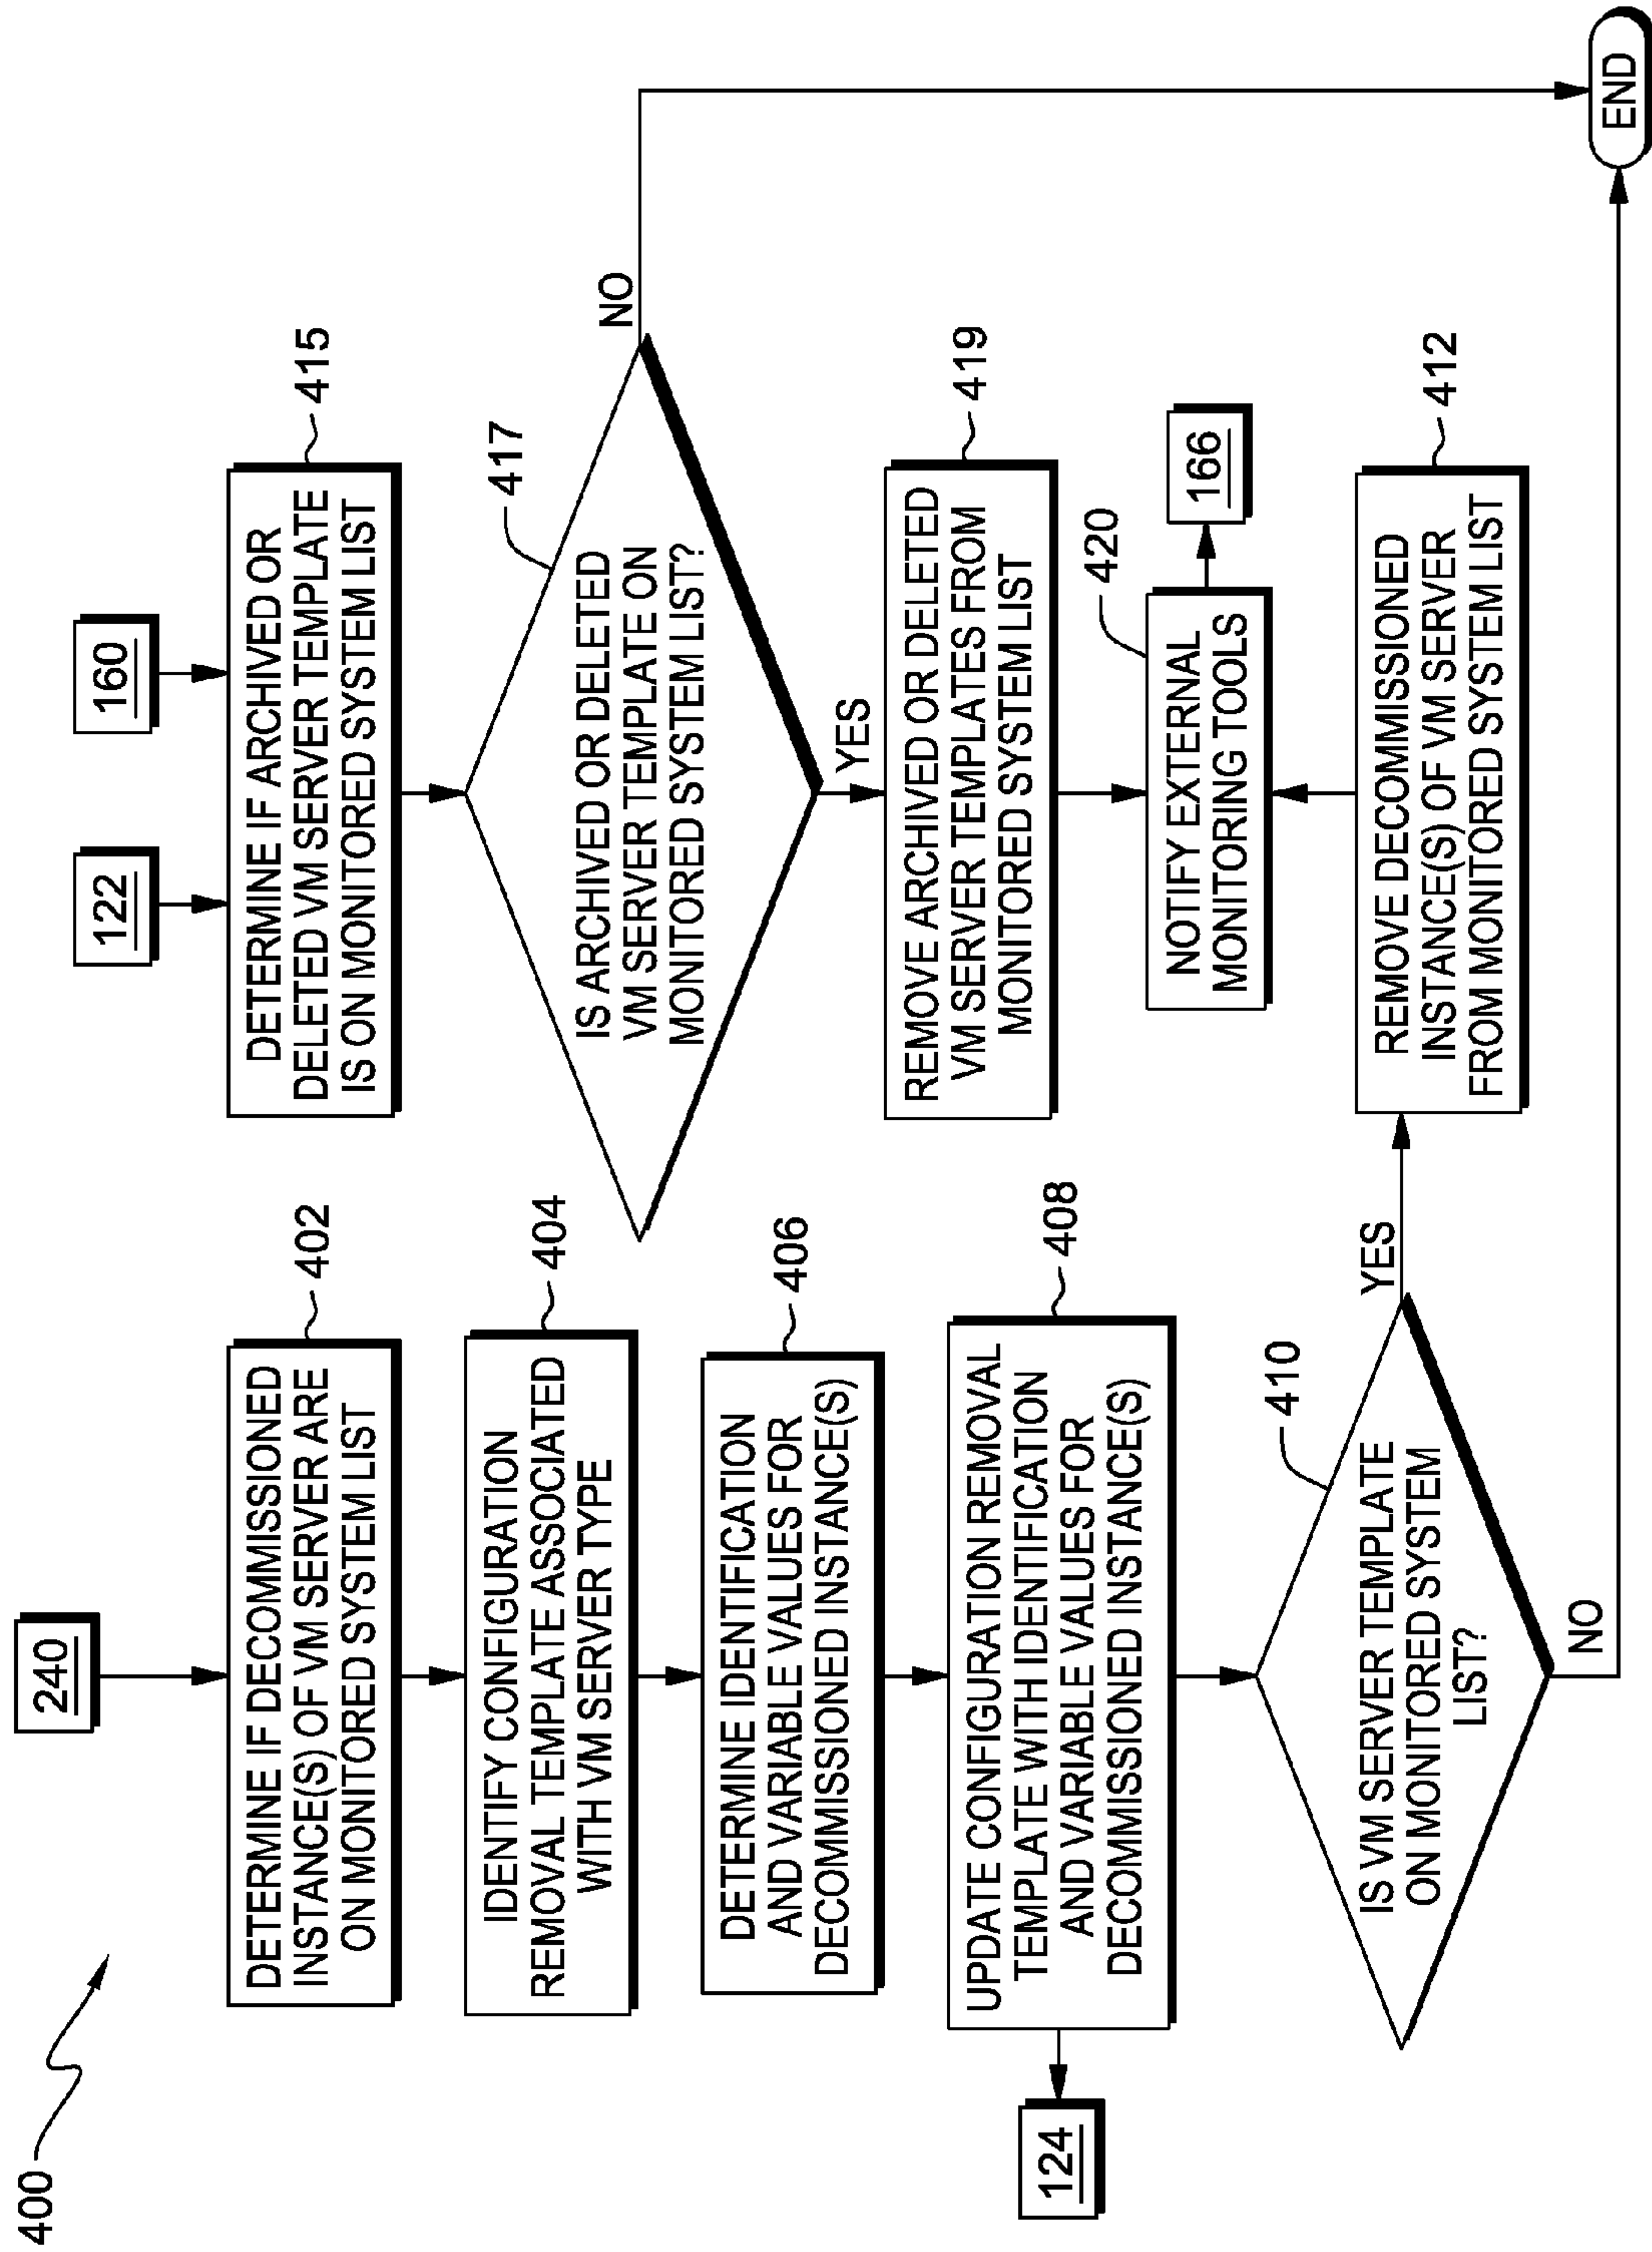 400
240
DETERMINE IF DECOMMISSIONED
INSTANCE(S) OF VM SERVER ARE
ON MONITORED SYSTEM LIST
402
IDENTIFY CONFIGURATION
REMOVAL TEMPLATE ASSOCIATED
WITH VM SERVER TYPE
404
DETERMINE IDENTIFICATION
AND VARIABLE VALUES FOR
DECOMISSIONED INSTANCE(S)
406
UPDATE CONFIGURATION REMOVAL
TEMPLATE WITH IDENTIFICATION
AND VARIABLE VALUES FOR
DECOMISSIONED INSTANCE(S)
408
124
IS VM SERVER TEMPLATE
ON MONITORED SYSTEM
LIST?
410
YES
NO
122
160
DETERMINE IF ARCHIVED OR
DELETED VM SERVER TEMPLATE
IS ON MONITORED SYSTEM LIST
415
IS ARCHIVED OR DELETED
VM SERVER TEMPLATE ON
MONITORED SYSTEM LIST?
417
NO
YES
REMOVE ARCHIVED OR DELETED
VM SERVER TEMPLATES FROM
MONITORED SYSTEM LIST
419
NOTIFY EXTERNAL
MONITORING TOOLS
420
166
REMOVE DECOMISSIONED
INSTANCE(S) OF VM SERVER
FROM MONITORED SYSTEM LIST
412
END